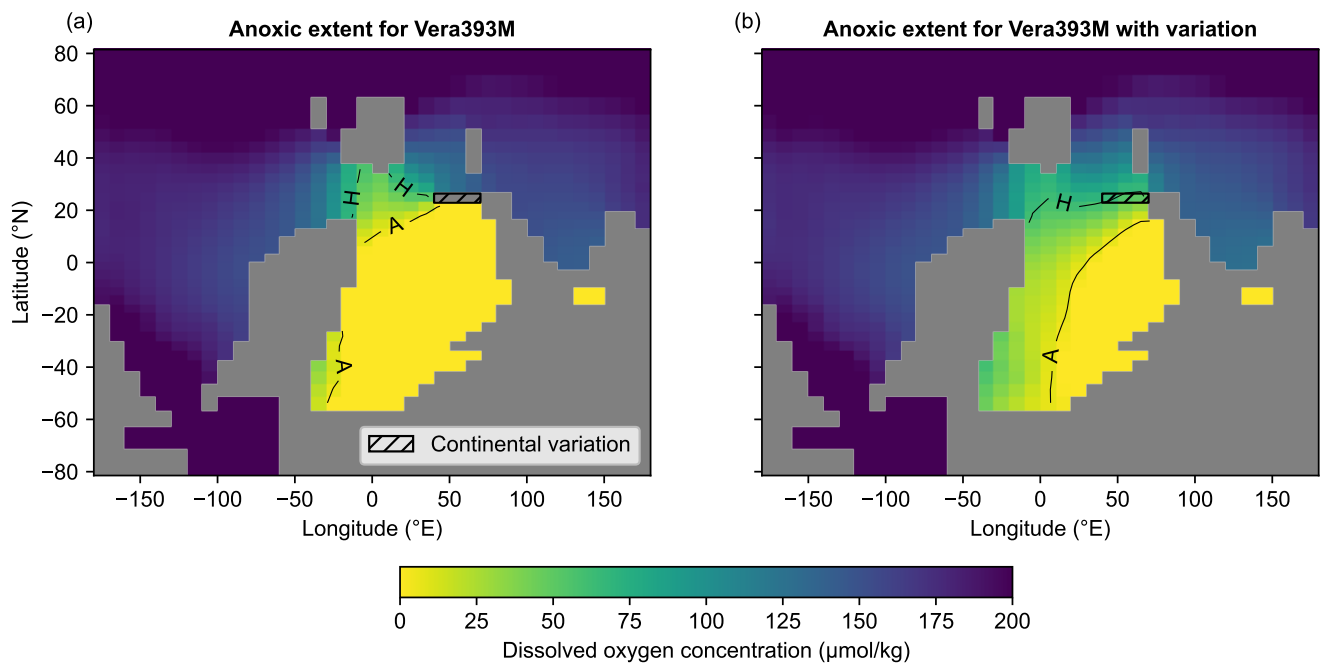 (a)
Anoxic extent for Vera393M
(b)
Anoxic extent for Vera393M with variation
80
60
40
20
0
−20
−40
−60
−80
Latitude (°N)
H
H
A
A
Continental variation
−150
−100
−50
0
50
100
150
Longitude (°E)
H
A
−150
−100
−50
0
50
100
150
Longitude (°E)
0
25
50
75
100
125
150
175
200
Dissolved oxygen concentration (μmol/kg)